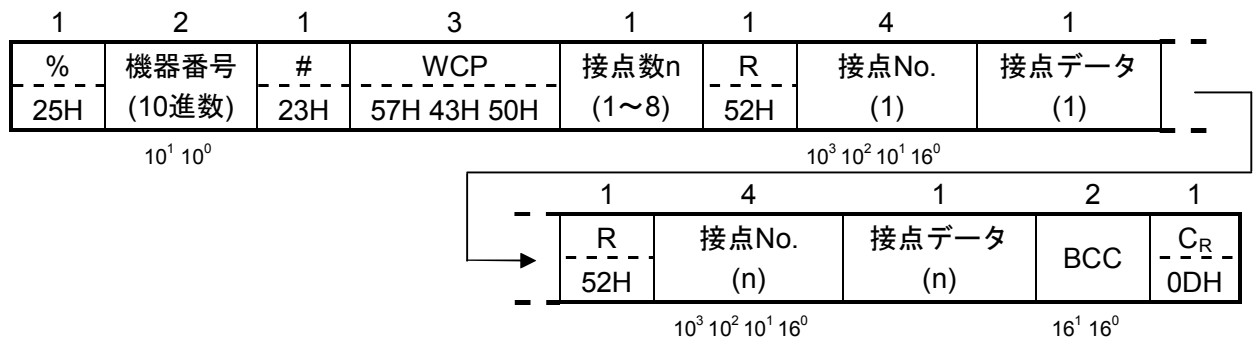 1 2 1 3 1 1 4 1
% 機器番号 # WCP 接点数n R 接点No. 接点データ
25H (10進数) 23H 57H 43H 50H (1～8) 52H (1) (1)
10¹ 10⁰ 10³ 10² 10¹ 16⁰
1 4 1 2 1
R 接点No. 接点データ BCC CR
52H (n) (n) 0DH
10³ 10² 10¹ 16⁰ 16¹ 16⁰